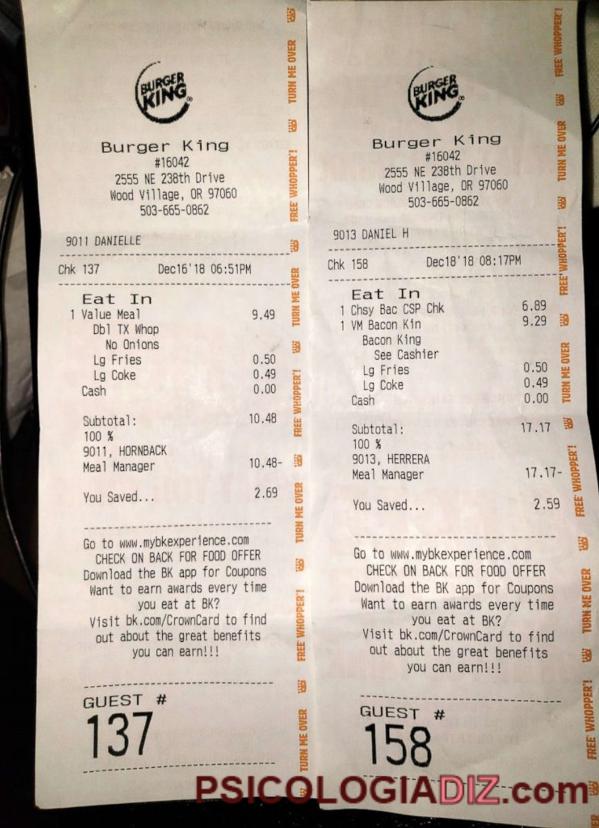 BURGER
KING®
Burger King
#16042
2555 NE 238th Drive
Wood Village, OR 97060
503-665-0862
9011 DANIELLE
Chk 137 Dec16'18 06:51PM
Eat In
1 Value Meal 9.49
Dbl TX Whop
No Onions
Lg Fries 0.50
Lg Coke 0.49
Cash 0.00
Subtotal: 10.48
100 %
9011, HORNBACK
Meal Manager 10.48-
You Saved... 2.69
Go to www.mybkexperience.com
CHECK ON BACK FOR FOOD OFFER
Download the BK app for Coupons
Want to earn awards every time
you eat at BK?
Visit bk.com/CrownCard to find
out about the great benefits
you can earn!!!
GUEST #
137
TURN ME OVER
FREE WHOPPER!
TURN ME OVER
FREE WHOPPER!
TURN ME OVER
FREE WHOPPER!
TURN ME OVER
BURGER
KING®
Burger King
#16042
2555 NE 238th Drive
Wood Village, OR 97060
503-665-0862
9013 DANIEL H
Chk 158 Dec18'18 08:17PM
Eat In
1 Chsy Bac CSP Chk 6.89
1 VM Bacon Kin 9.29
Bacon King
See Cashier
Lg Fries 0.50
Lg Coke 0.49
Cash 0.00
Subtotal: 17.17
100 %
9013, HERRERA
Meal Manager 17.17-
You Saved... 2.59
Go to www.mybkexperience.com
CHECK ON BACK FOR FOOD OFFER
Download the BK app for Coupons
Want to earn awards every time
you eat at BK?
Visit bk.com/CrownCard to find
out about the great benefits
you can earn!!!
GUEST #
158
FREE WHOPPER!
TURN ME OVER
FREE WHOPPER!
TURN ME OVER
FREE WHOPPER!
TURN ME OVER
FREE WHOPPER!
PSICOLOGIADIZ.com